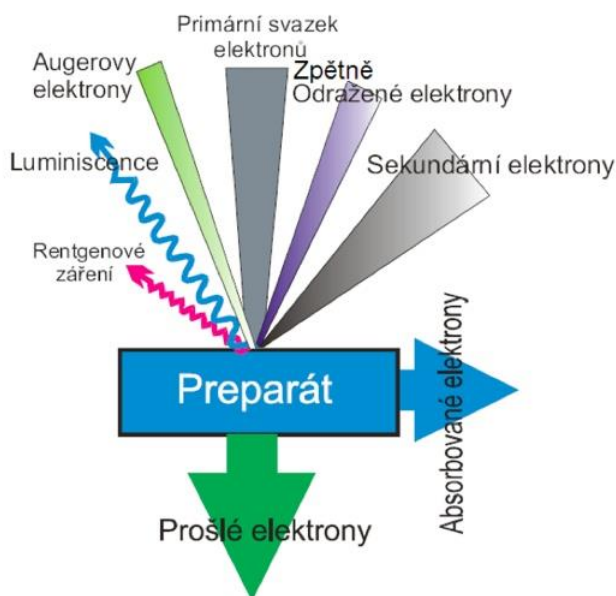 Primární svazek
elektronů
Augerovy
elektrony
Zpětně
Odražené elektrony
Luminiscence
Sekundární elektrony
Rentgenové
záření
Preparát
Absorbované elektrony
Prošlé elektrony